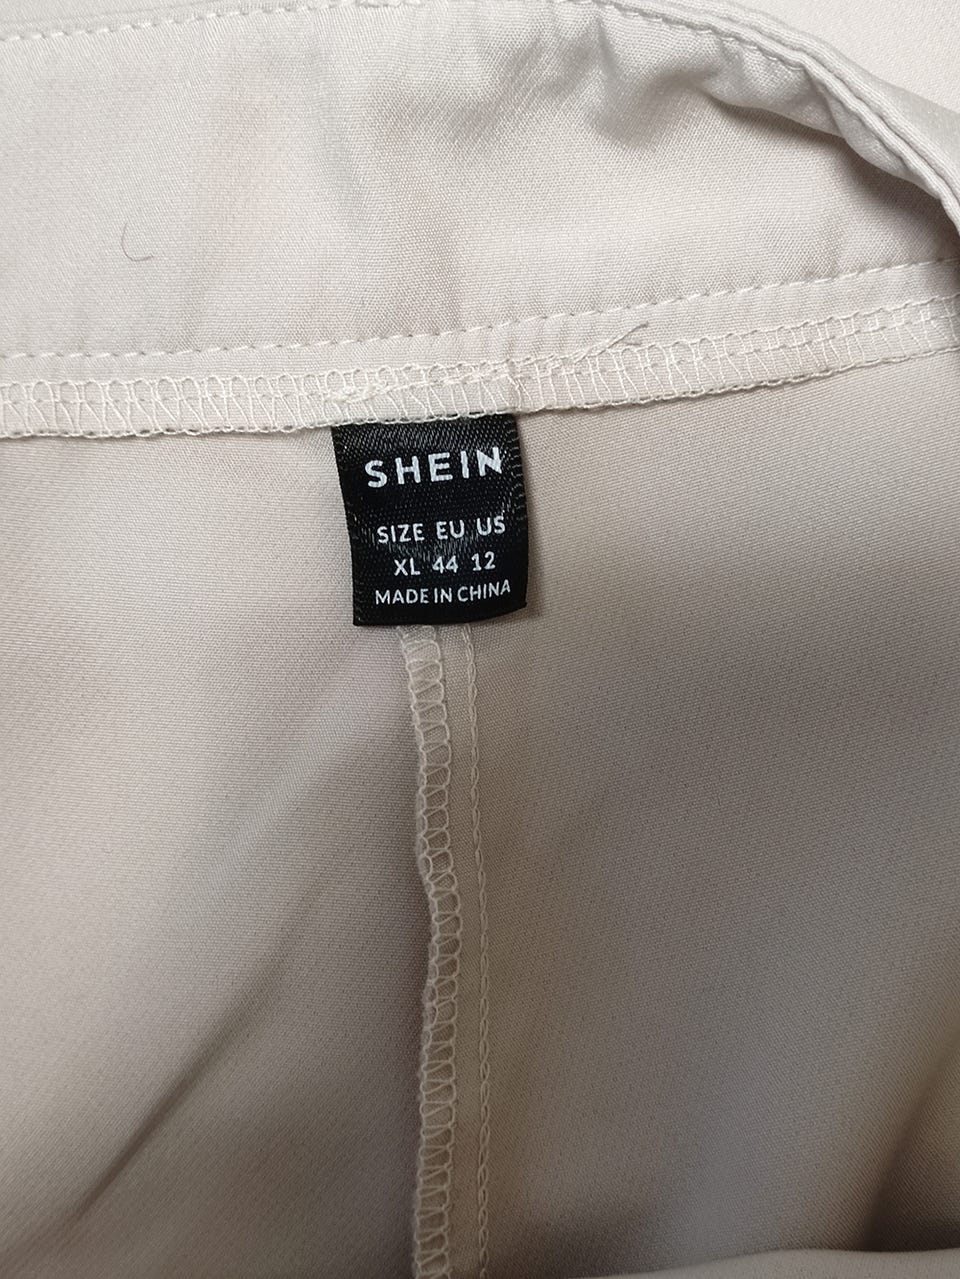 SHEIN
SIZE EU US
XL 44 12
MADE IN CHINA